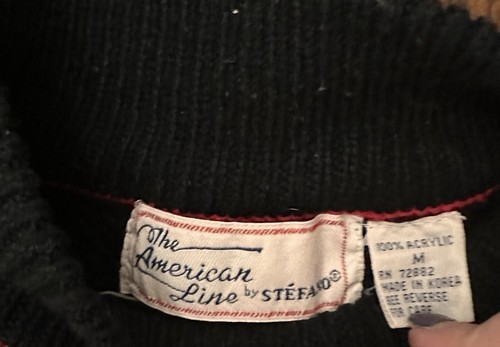 The
American
Line by STÉFANO®
100% ACRYLIC
M
RN 72882
MADE IN KOREA
SEE REVERSE
FOR CARE